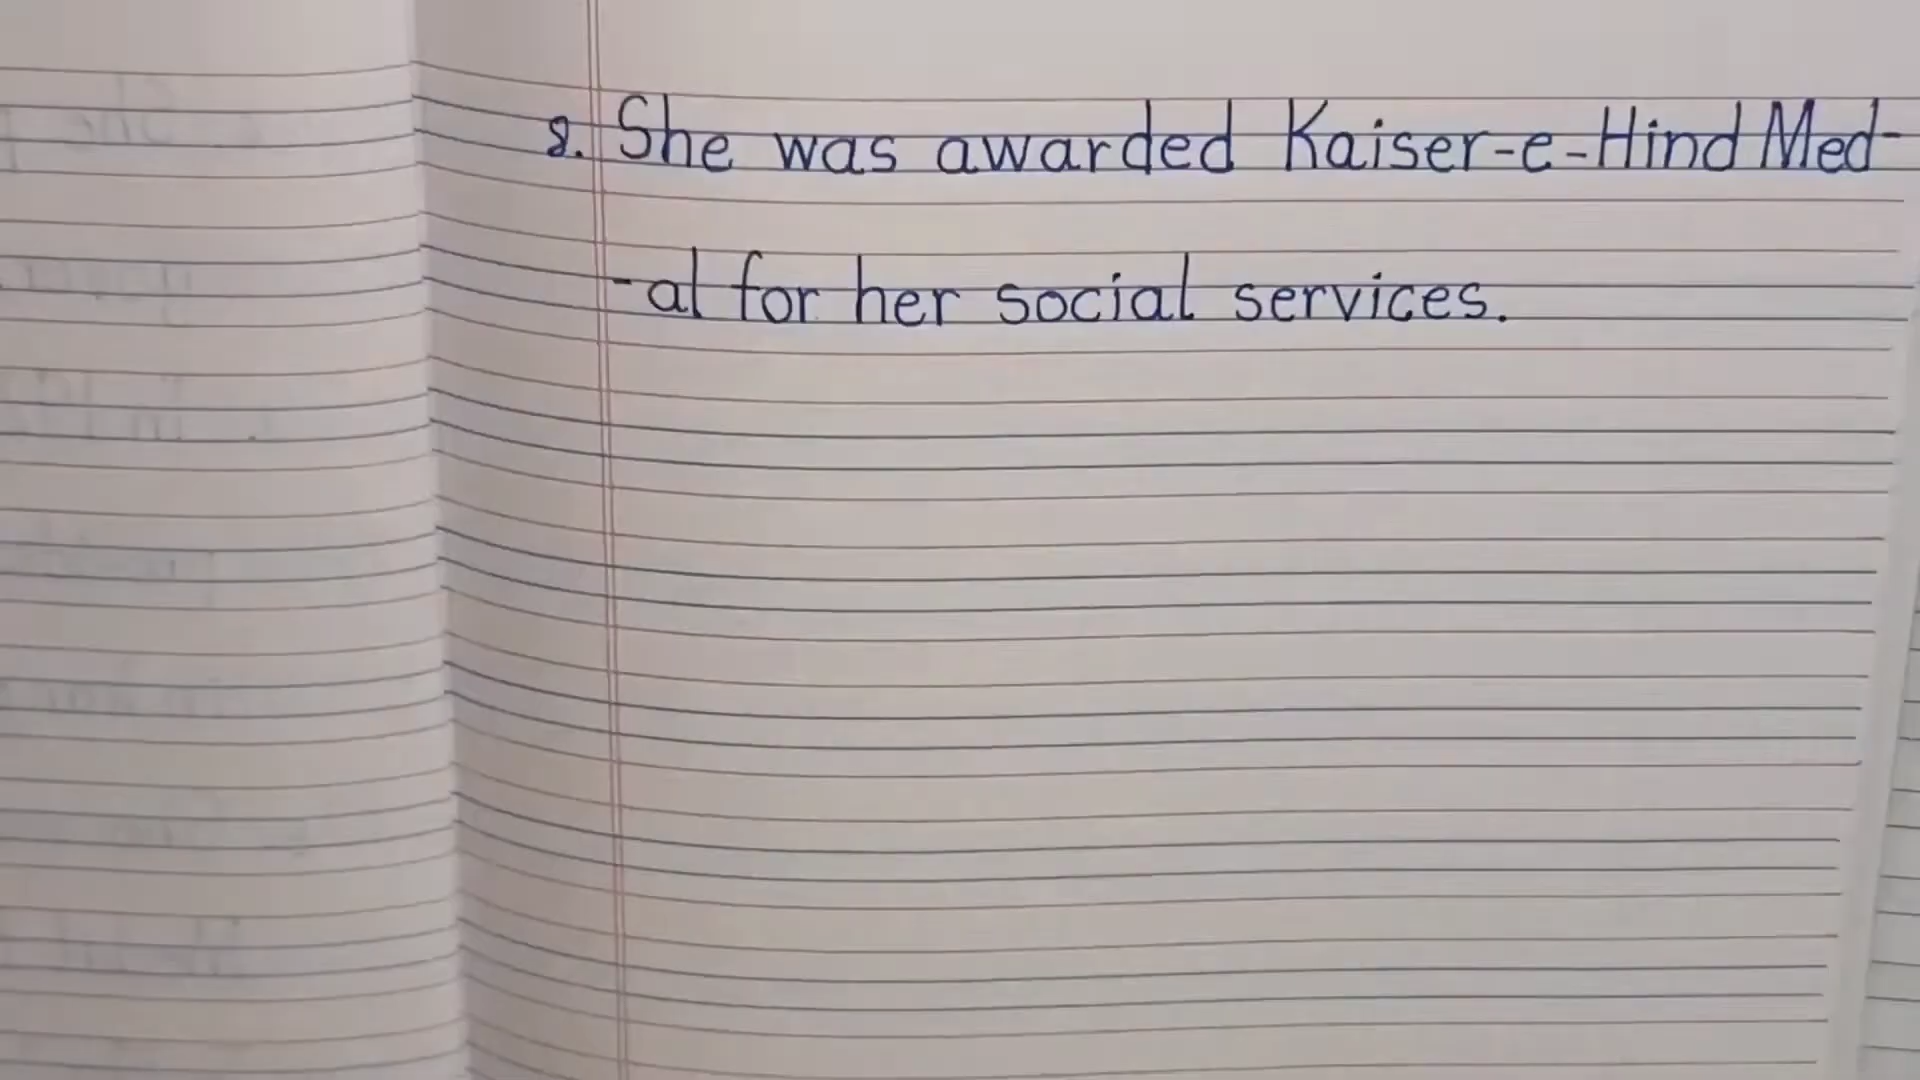 8. She was awarded Kaiser-e-Hind Med-
-al for her social services.